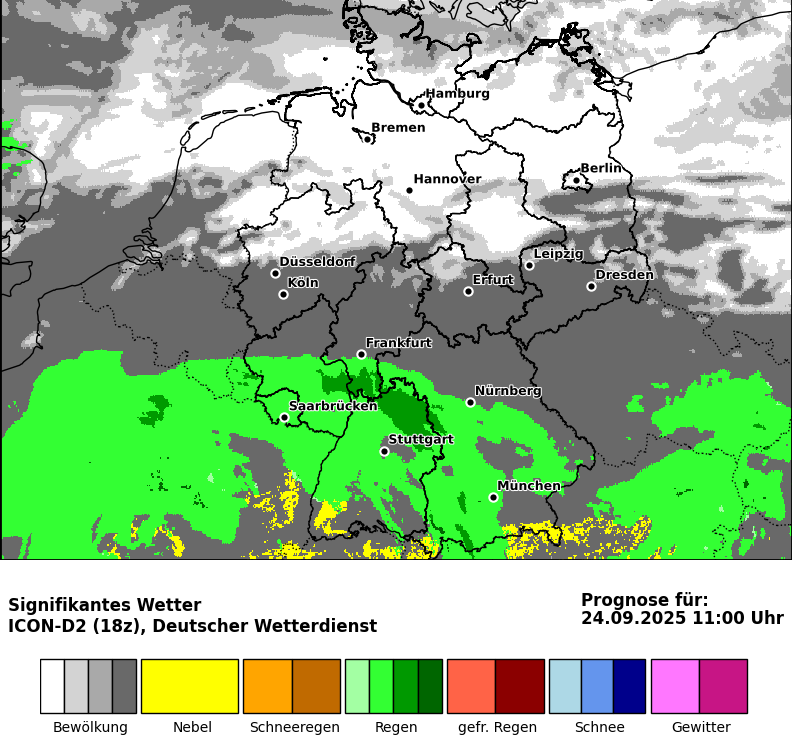 Hamburg
Bremen
Berlin
Hannover
Düsseldorf
Leipzig
Köln
Erfurt
Dresden
Frankfurt
Nürnberg
Saarbrücken
Stuttgart
München
Signifikantes Wetter
ICON-D2 (18z), Deutscher Wetterdienst
Prognose für:
24.09.2025 11:00 Uhr
Bewölkung
Nebel
Schneeregen
Regen
gefr. Regen
Schnee
Gewitter